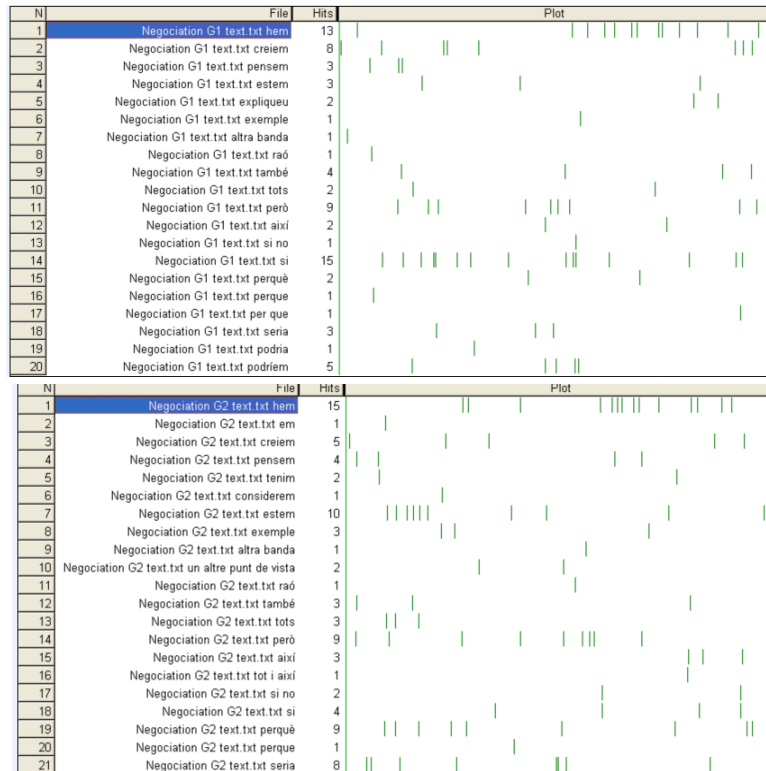 N File Hits Plot
1 Negociation G1 text.txt hem 13
2 Negociation G1 text.txt creiem 8
3 Negociation G1 text.txt pensem 3
4 Negociation G1 text.txt estem 3
5 Negociation G1 text.txt expliqueu 2
6 Negociation G1 text.txt exemple 1
7 Negociation G1 text.txt altra banda 1
8 Negociation G1 text.txt raó 1
9 Negociation G1 text.txt també 4
10 Negociation G1 text.txt tots 2
11 Negociation G1 text.txt però 9
12 Negociation G1 text.txt així 2
13 Negociation G1 text.txt si no 1
14 Negociation G1 text.txt si 15
15 Negociation G1 text.txt perquè 2
16 Negociation G1 text.txt perque 1
17 Negociation G1 text.txt per que 1
18 Negociation G1 text.txt seria 3
19 Negociation G1 text.txt podria 1
20 Negociation G1 text.txt podríem 5
N File Hits Plot
1 Negociation G2 text.txt hem 15
2 Negociation G2 text.txt em 1
3 Negociation G2 text.txt creiem 5
4 Negociation G2 text.txt pensem 4
5 Negociation G2 text.txt tenim 2
6 Negociation G2 text.txt considerem 1
7 Negociation G2 text.txt estem 10
8 Negociation G2 text.txt exemple 3
9 Negociation G2 text.txt altra banda 1
10 Negociation G2 text.txt un altre punt de vista 2
11 Negociation G2 text.txt raó 1
12 Negociation G2 text.txt també 3
13 Negociation G2 text.txt tots 3
14 Negociation G2 text.txt però 9
15 Negociation G2 text.txt així 3
16 Negociation G2 text.txt tot i així 1
17 Negociation G2 text.txt si no 2
18 Negociation G2 text.txt si 4
19 Negociation G2 text.txt perquè 9
20 Negociation G2 text.txt perque 1
21 Negociation G2 text.txt seria 8